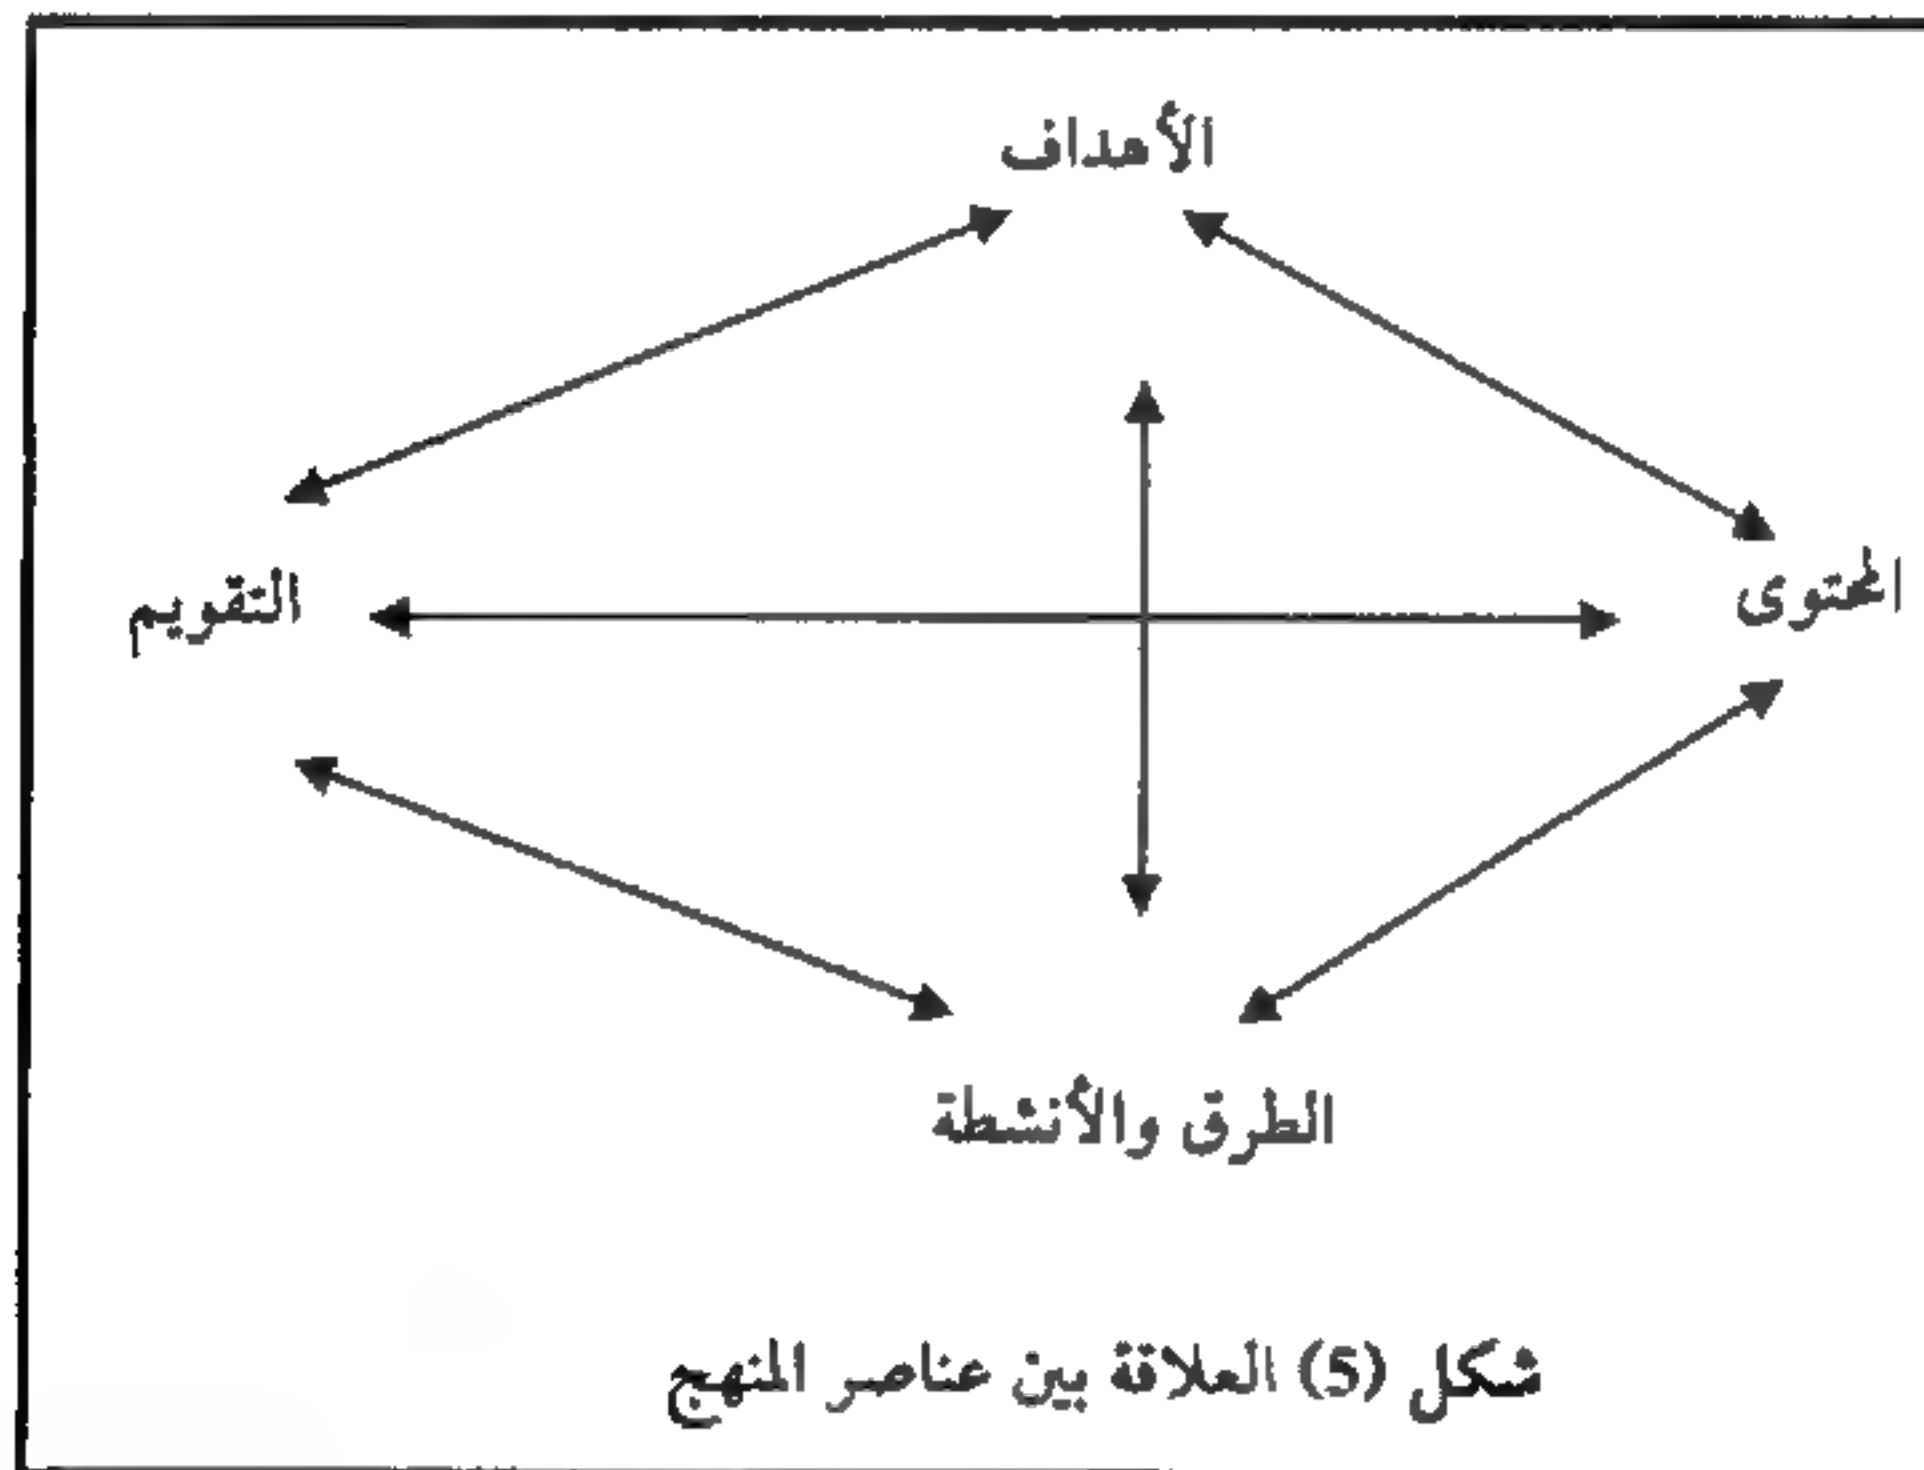 الأهداف
المحتوى
التقويم
الطرق والأنشطة
شكل (5) العلاقة بين عناصر المنهج